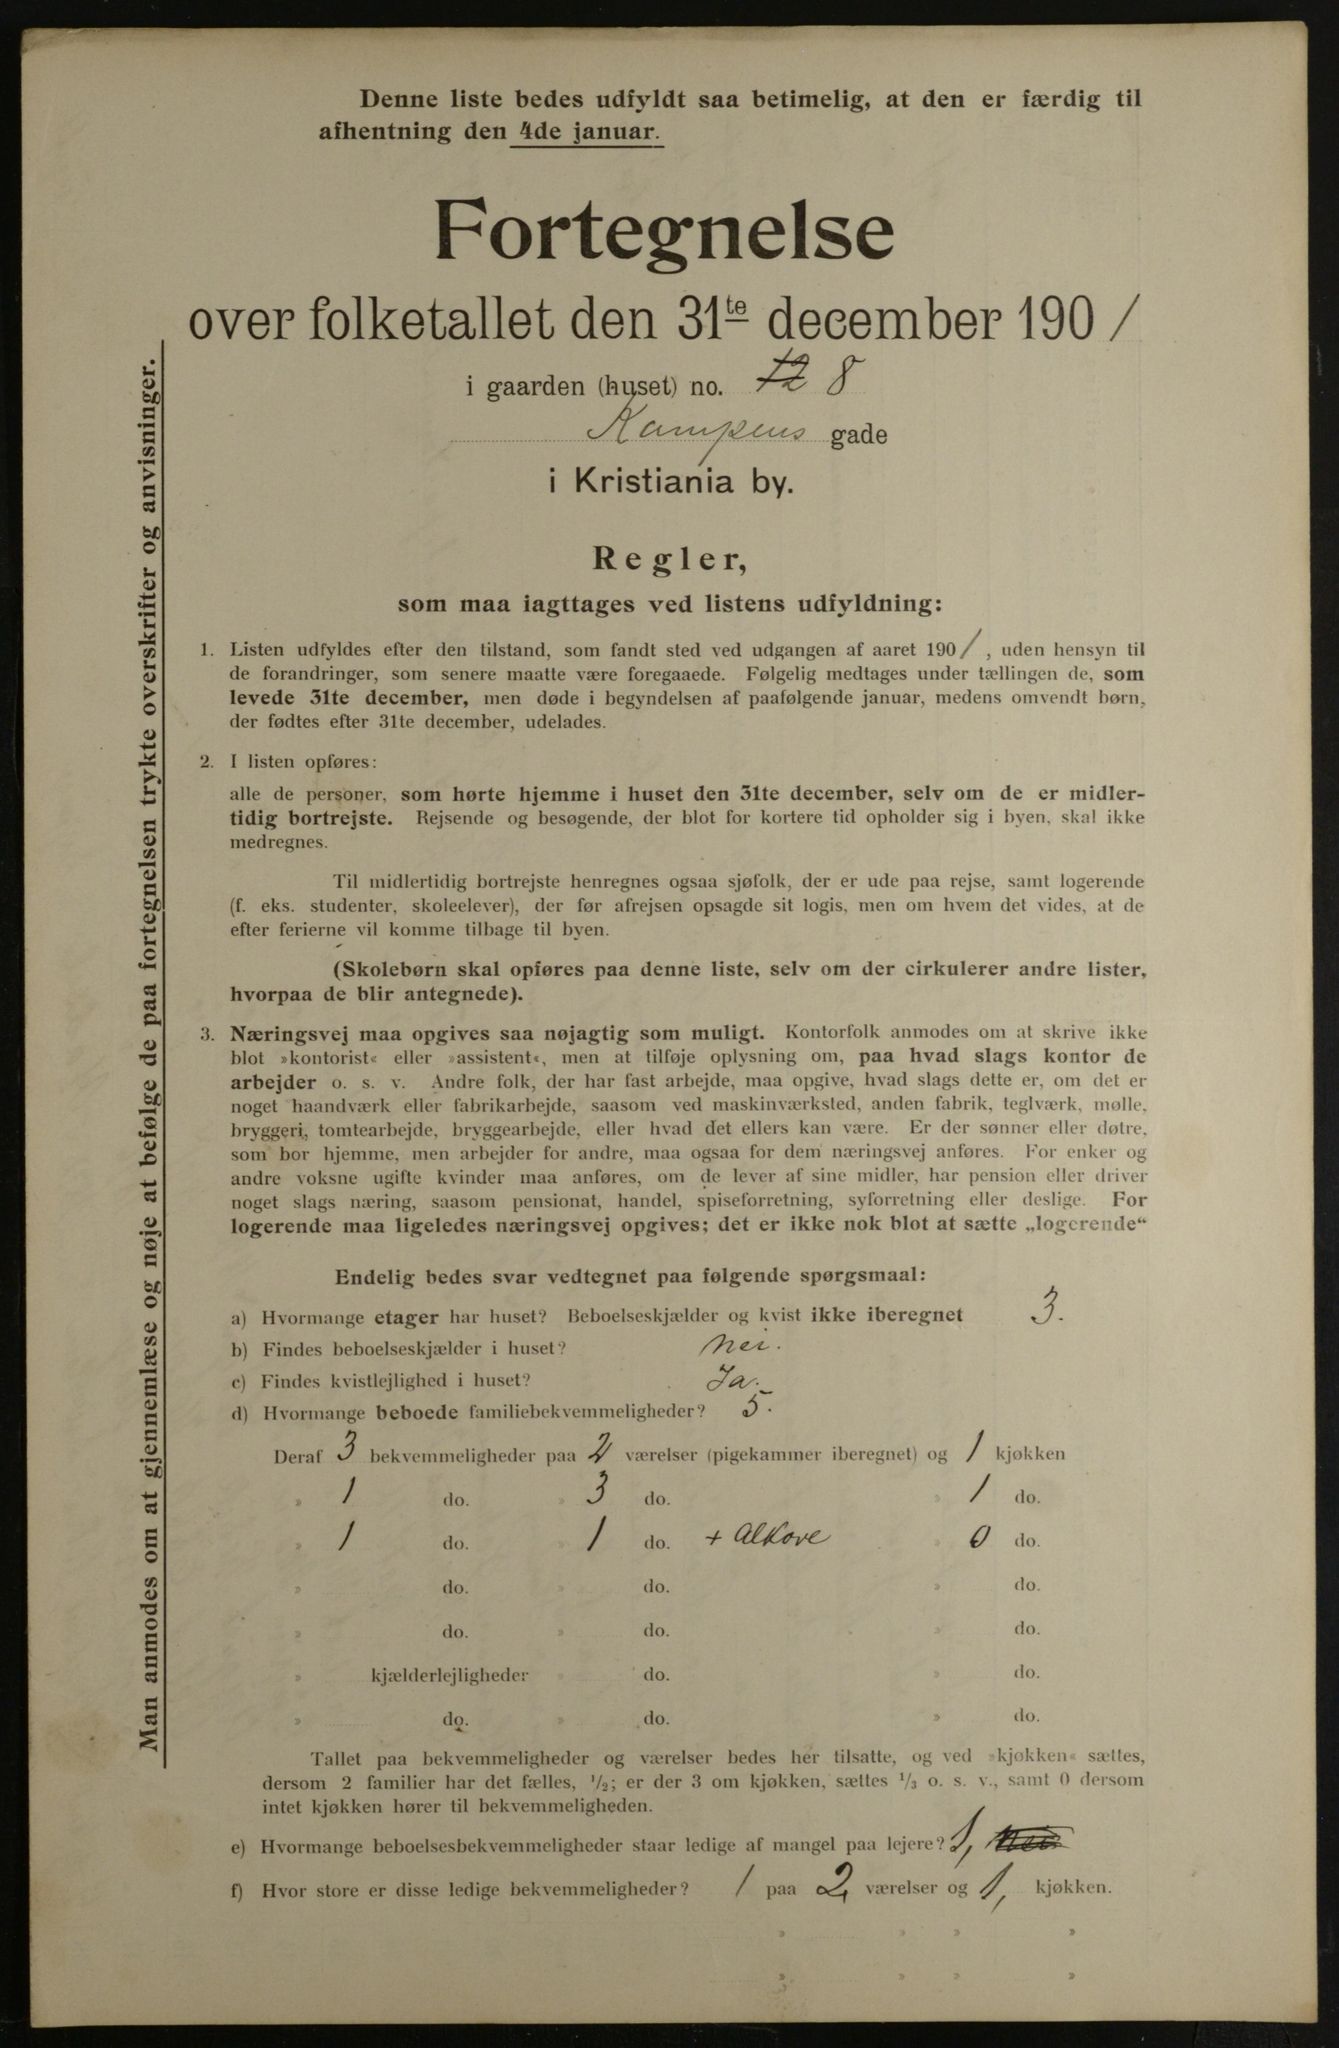 Denne liste bedes udfyldt saa betimelig, at den er færdig til
afhentning den 4de januar.
Fortegnelse
over folketallet den 31te december 1901
i gaarden (huset) no. 12 8
Kampens gade
i Kristiania by.
Regler,
som maa iagttages ved listens udfyldning:
1. Listen udfyldes efter den tilstand, som fandt sted ved udgangen af aaret 1901, uden hensyn til
de forandringer, som senere maatte være foregaaede. Følgelig medtages under tællingen de, som
levede 31te december, men døde i begyndelsen af paafølgende januar, medens omvendt børn,
der fødtes efter 31te december, udelades.
2. I listen opføres:
alle de personer, som hørte hjemme i huset den 31te december, selv om de er midler-
tidig bortrejste. Rejsende og besøgende, der blot for kortere tid opholder sig i byen, skal ikke
medregnes.
Til midlertidig bortrejste henregnes ogsaa sjøfolk, der er ude paa rejse, samt logerende
(f. eks. studenter, skoleelever), der før afrejsen opsagde sit logis, men om hvem det vides, at de
efter ferierne vil komme tilbage til byen.
(Skolebørn skal opføres paa denne liste, selv om der cirkulerer andre lister,
hvorpaa de blir antegnede).
3. Næringsvej maa opgives saa nøjagtig som muligt. Kontorfolk anmodes om at skrive ikke
blot »kontorist« eller »assistent«, men at tilføje oplysning om, paa hvad slags kontor de
arbejder o. s. v. Andre folk, der har fast arbejde, maa opgive, hvad slags dette er, om det er
noget haandværk eller fabrikarbejde, saasom ved maskinværksted, anden fabrik, teglværk, mølle,
bryggeri, tomtearbejde, bryggearbejde, eller hvad det ellers kan være. Er der sønner eller døtre,
som bor hjemme, men arbejder for andre, maa ogsaa for dem næringsvej anføres. For enker og
andre voksne ugifte kvinder maa anføres, om de lever af sine midler, har pension eller driver
noget slags næring, saasom pensionat, handel, spiseforretning, syforretning eller deslige. For
logerende maa ligeledes næringsvej opgives; det er ikke nok blot at sætte „logerende“
Endelig bedes svar vedtegnet paa følgende spørgsmaal:
a) Hvormange etager har huset? Beboelseskjælder og kvist ikke iberegnet 3.
b) Findes beboelseskjælder i huset? Nei.
c) Findes kvistlejlighed i huset? Ja.
d) Hvormange beboede familiebekvemmeligheder? 5.
Deraf 3 bekvemmeligheder paa 2 værelser (pigekammer iberegnet) og 1 kjøkken
» 1 do. » 3 do. » 1 do.
» 1 do. » 1 do. + Alkove » 0 do.
» do. » do. » do.
» do. » do. » do.
» kjælderlejligheder » do. » do.
» do. » do. » do.
Tallet paa bekvemmeligheder og værelser bedes her tilsatte, og ved »kjøkken« sættes,
dersom 2 familier har det fælles, 1/2; er der 3 om kjøkken, sættes 1/3 o. s. v., samt 0 dersom
intet kjøkken hører til bekvemmeligheden.
e) Hvormange beboelsesbekvemmeligheder staar ledige af mangel paa lejere? 1, Nei
f) Hvor store er disse ledige bekvemmeligheder? 1 paa 2, værelser og 1, kjøkken.
» » » »
» » » »
Man anmodes om at gjennemlæse og nøje at befølge de paa fortegnelsen trykte overskrifter og anvisninger.